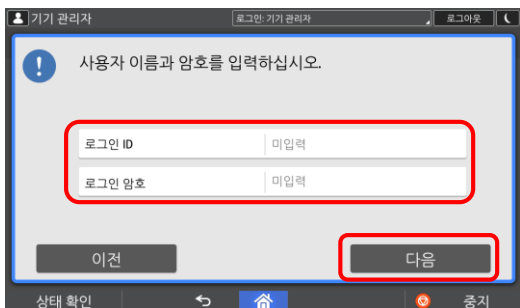 기기 관리자 로그인: 기기 관리자 로그아웃
사용자 이름과 암호를 입력하십시오.
로그인 ID 미입력
로그인 암호 미입력
이전 다음
상태 확인 중지